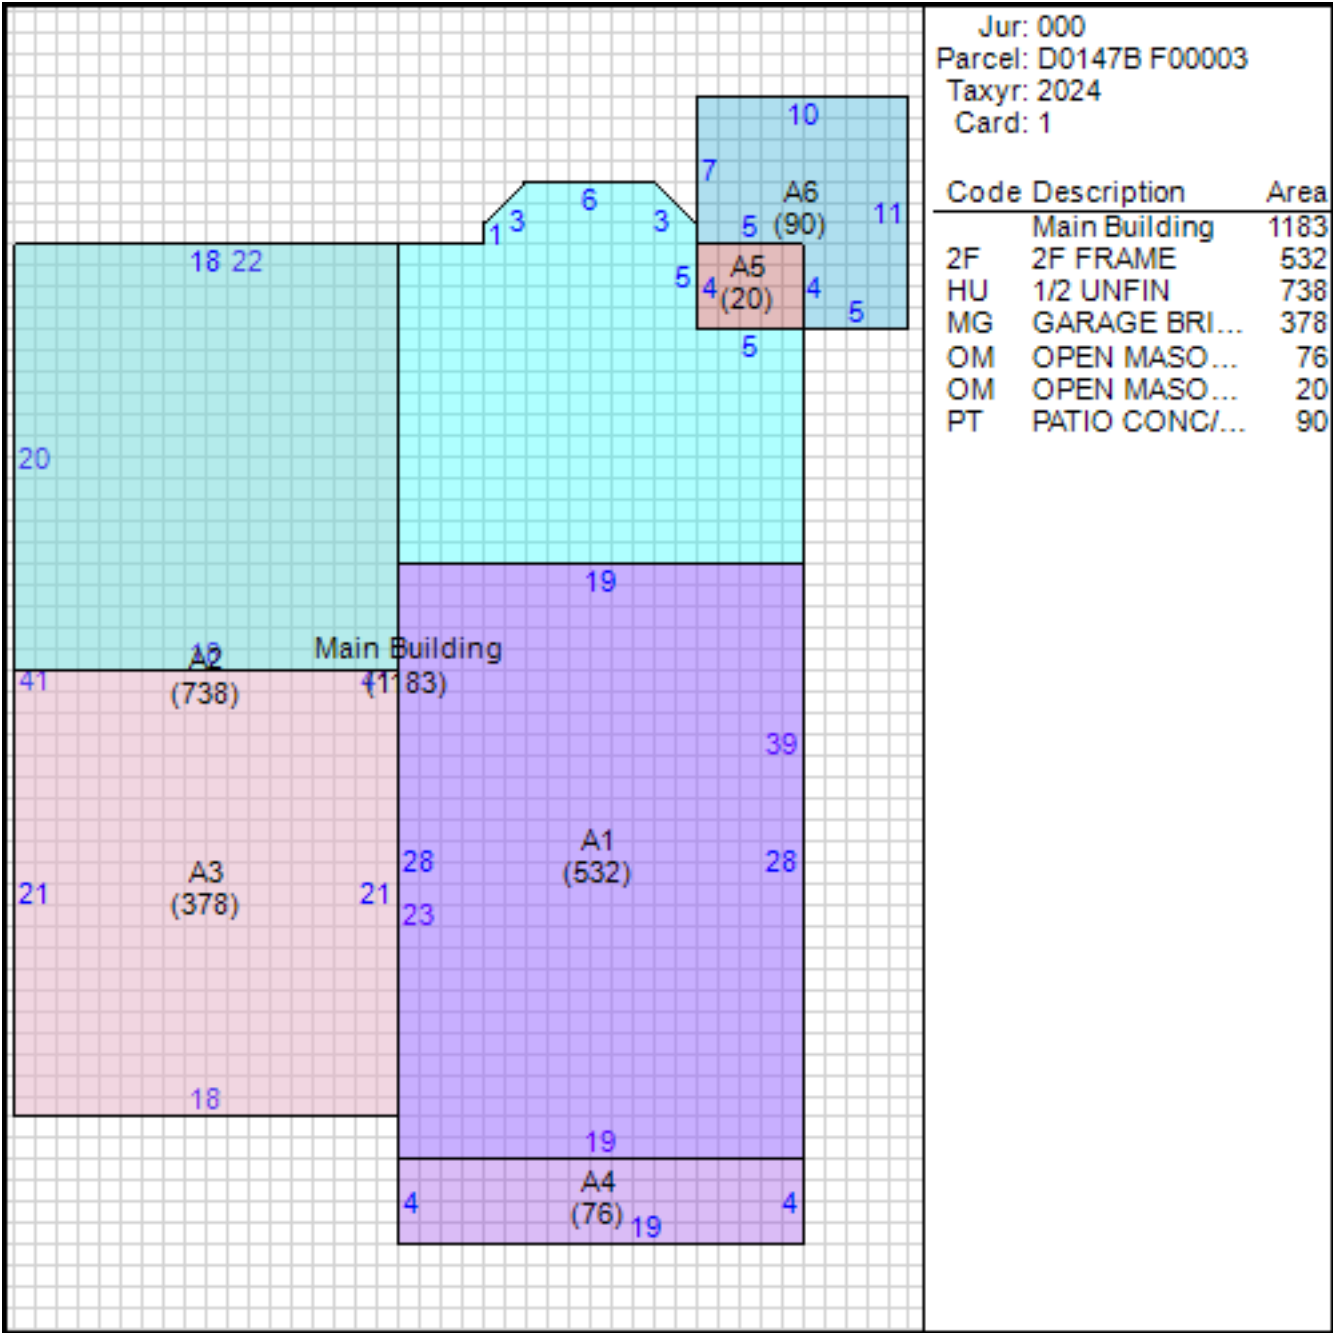 Jur: 000
Parcel: D0147B F00003
Taxyr: 2024
Card: 1
Code Description Area
Main Building 1183
2F 2F FRAME 532
HU 1/2 UNFIN 738
MG GARAGE BRI... 378
OM OPEN MASO... 76
OM OPEN MASO... 20
PT PATIO CONC/... 90
10
7
A6
(90)
11
6
3
3
1
5
18 22
5
A5
(20)
4
4
5
5
20
19
Main Building
(1183)
A2
(738)
41
39
A1
(532)
28
28
23
A3
(378)
21
21
18
19
A4
(76)
4
4
19